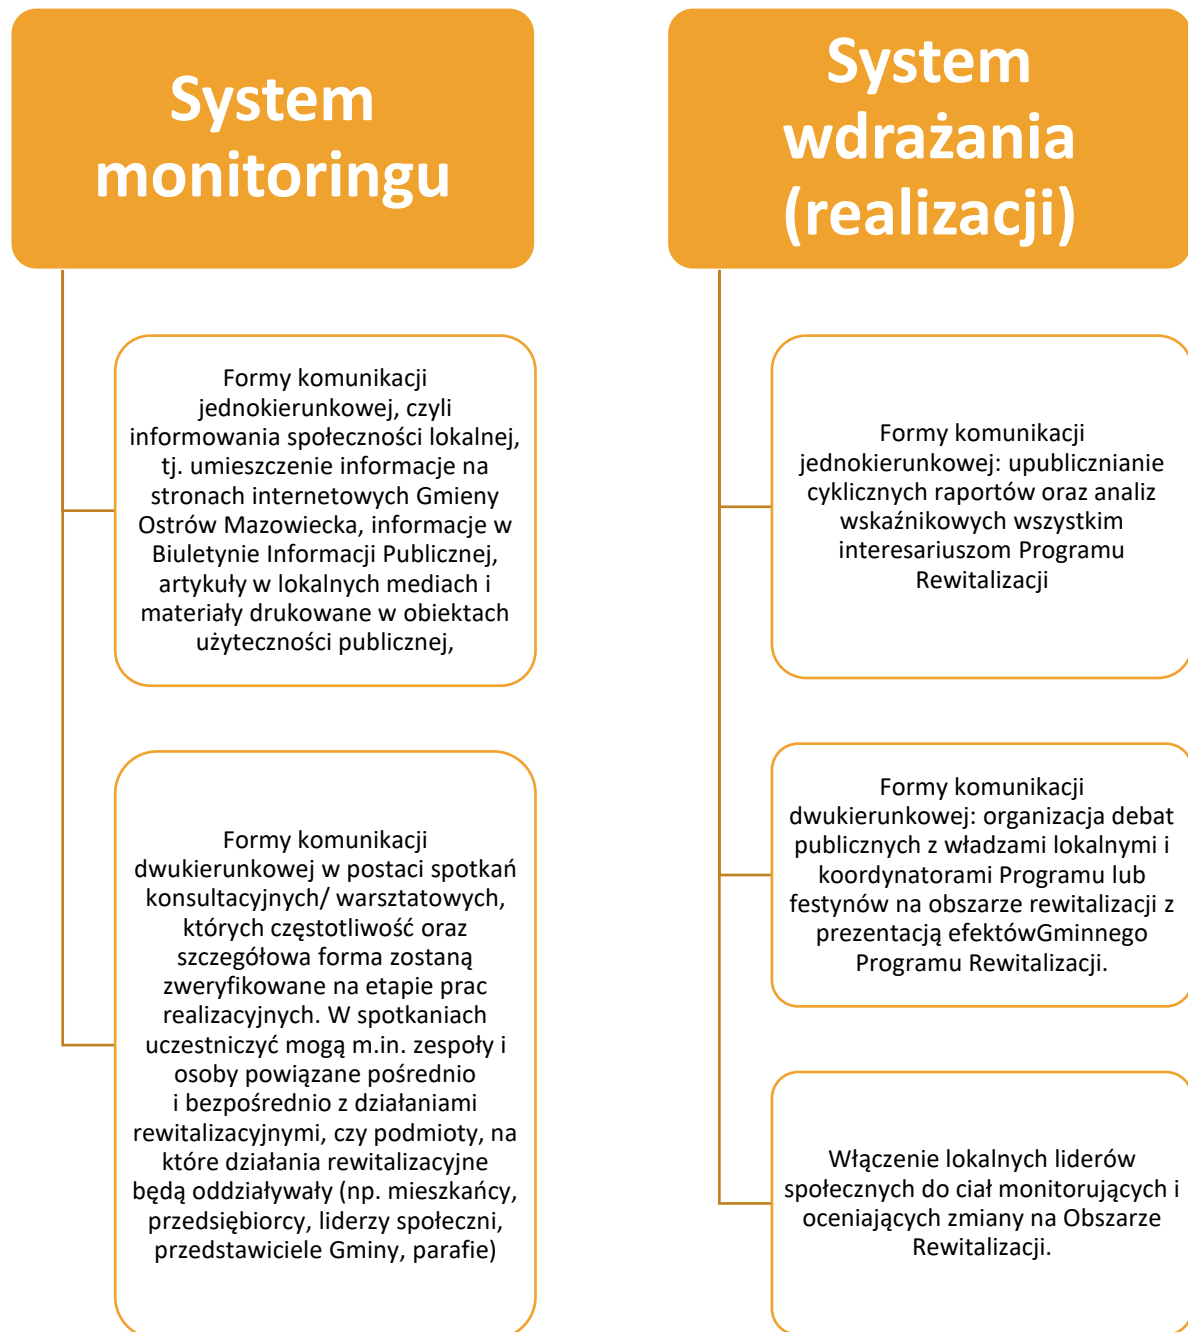 System
monitoringu
Formy komunikacji
jednokierunkowej, czyli
informowania społeczności lokalnej,
tj. umieszczenie informacje na
stronach internetowych Gmieny
Ostrów Mazowiecka, informacje w
Biuletynie Informacji Publicznej,
artykuły w lokalnych mediach i
materiały drukowane w obiektach
użyteczności publicznej,
Formy komunikacji
dwukierunkowej w postaci spotkań
konsultacyjnych/ warsztatowych,
których częstotliwość oraz
szczegółowa forma zostaną
zweryfikowane na etapie prac
realizacyjnych. W spotkaniach
uczestniczyć mogą m.in. zespoły i
osoby powiązane pośrednio
i bezpośrednio z działaniami
rewitalizacyjnymi, czy podmioty, na
które działania rewitalizacyjne
będą oddziaływały (np. mieszkańcy,
przedsiębiorcy, liderzy społeczni,
przedstawiciele Gminy, parafie)
System
wdrażania
(realizacji)
Formy komunikacji
jednokierunkowej: upublicznianie
cyklicznych raportów oraz analiz
wskaźnikowych wszystkim
interesariuszom Programu
Rewitalizacji
Formy komunikacji
dwukierunkowej: organizacja debat
publicznych z władzami lokalnymi i
koordynatorami Programu lub
festynów na obszarze rewitalizacji z
prezentacją efektówGminnego
Programu Rewitalizacji.
Włączenie lokalnych liderów
społecznych do ciał monitorujących i
oceniających zmiany na Obszarze
Rewitalizacji.